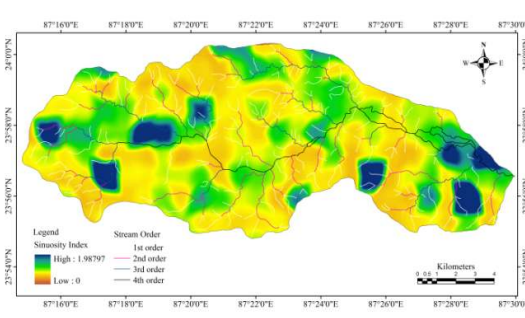 87°16'0"E 87°18'0"E 87°20'0"E 87°22'0"E 87°24'0"E 87°26'0"E 87°28'0"E 87°30'0"E
24°0'0"N
23°58'0"N
23°56'0"N
23°54'0"N
N
W E
S
Legend
Sinuosity Index
High : 1.98797
Low : 0
Stream Order
1st order
2nd order
3rd order
4th order
Kilometers
0 0.5 1 2 3 4
87°16'0"E 87°18'0"E 87°20'0"E 87°22'0"E 87°24'0"E 87°26'0"E 87°28'0"E 87°30'0"E